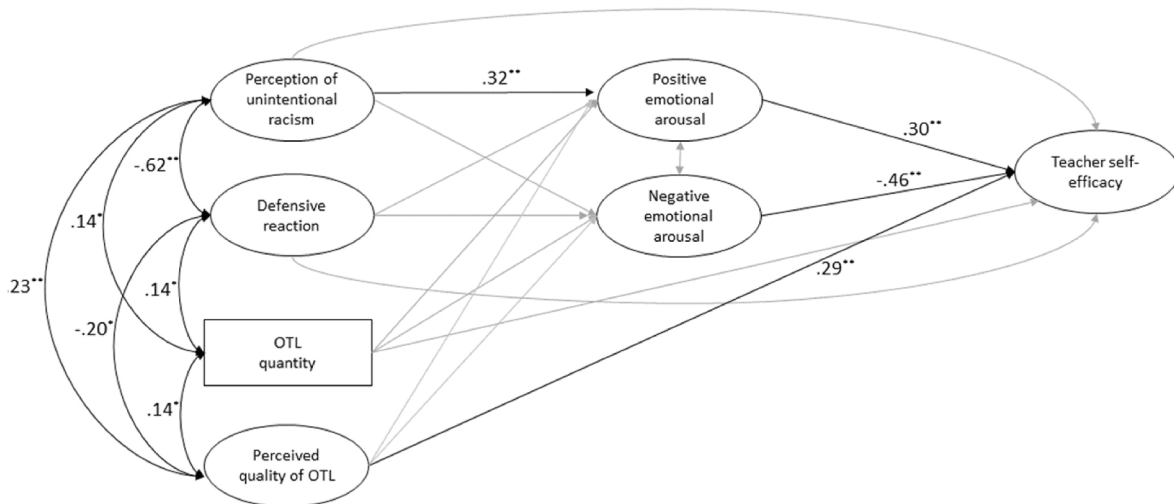 Perception of
unintentional
racism
.32**
Positive
emotional
arousal
.30**
Teacher self-
efficacy
-.62**
Defensive
reaction
Negative
emotional
arousal
-.46**
.14*
.23**
.14*
-.20*
.29**
OTL
quantity
.14*
Perceived
quality of OTL